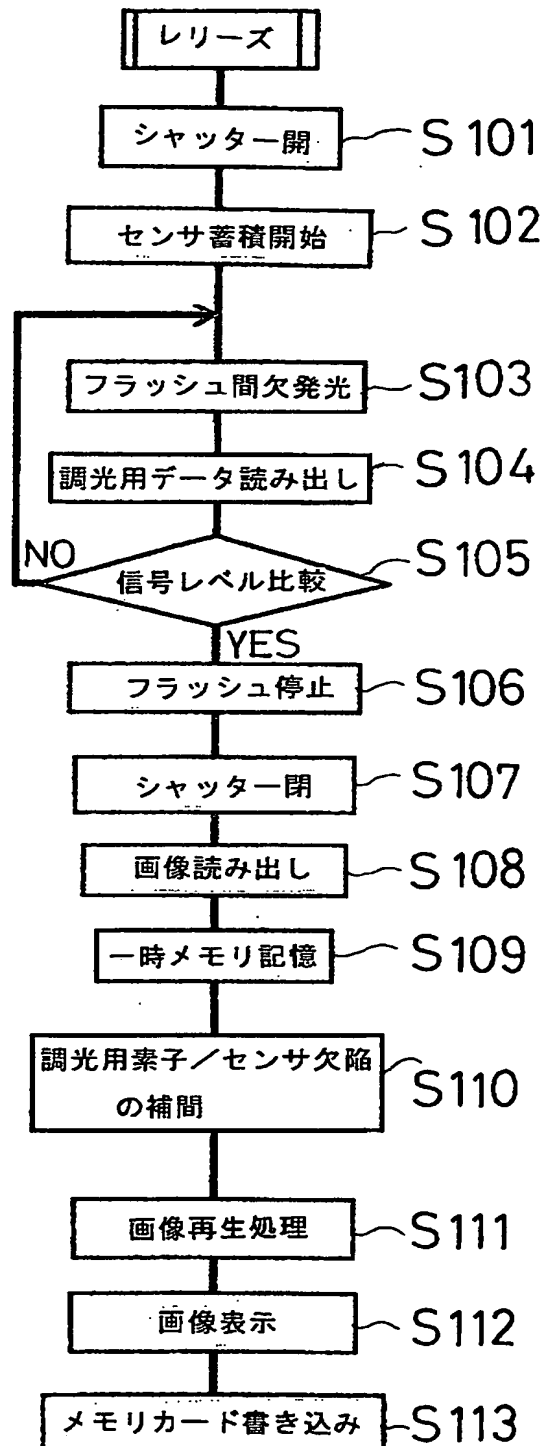 レリーズ
シャッター開 S101
センサ蓄積開始 S102
フラッシュ間欠発光 S103
調光用データ読み出し S104
信号レベル比較 S105
NO
YES
フラッシュ停止 S106
シャッター閉 S107
画像読み出し S108
一時メモリ記憶 S109
調光用素子/センサ欠陥
の補間 S110
画像再生処理 S111
画像表示 S112
メモリカード書き込み S113